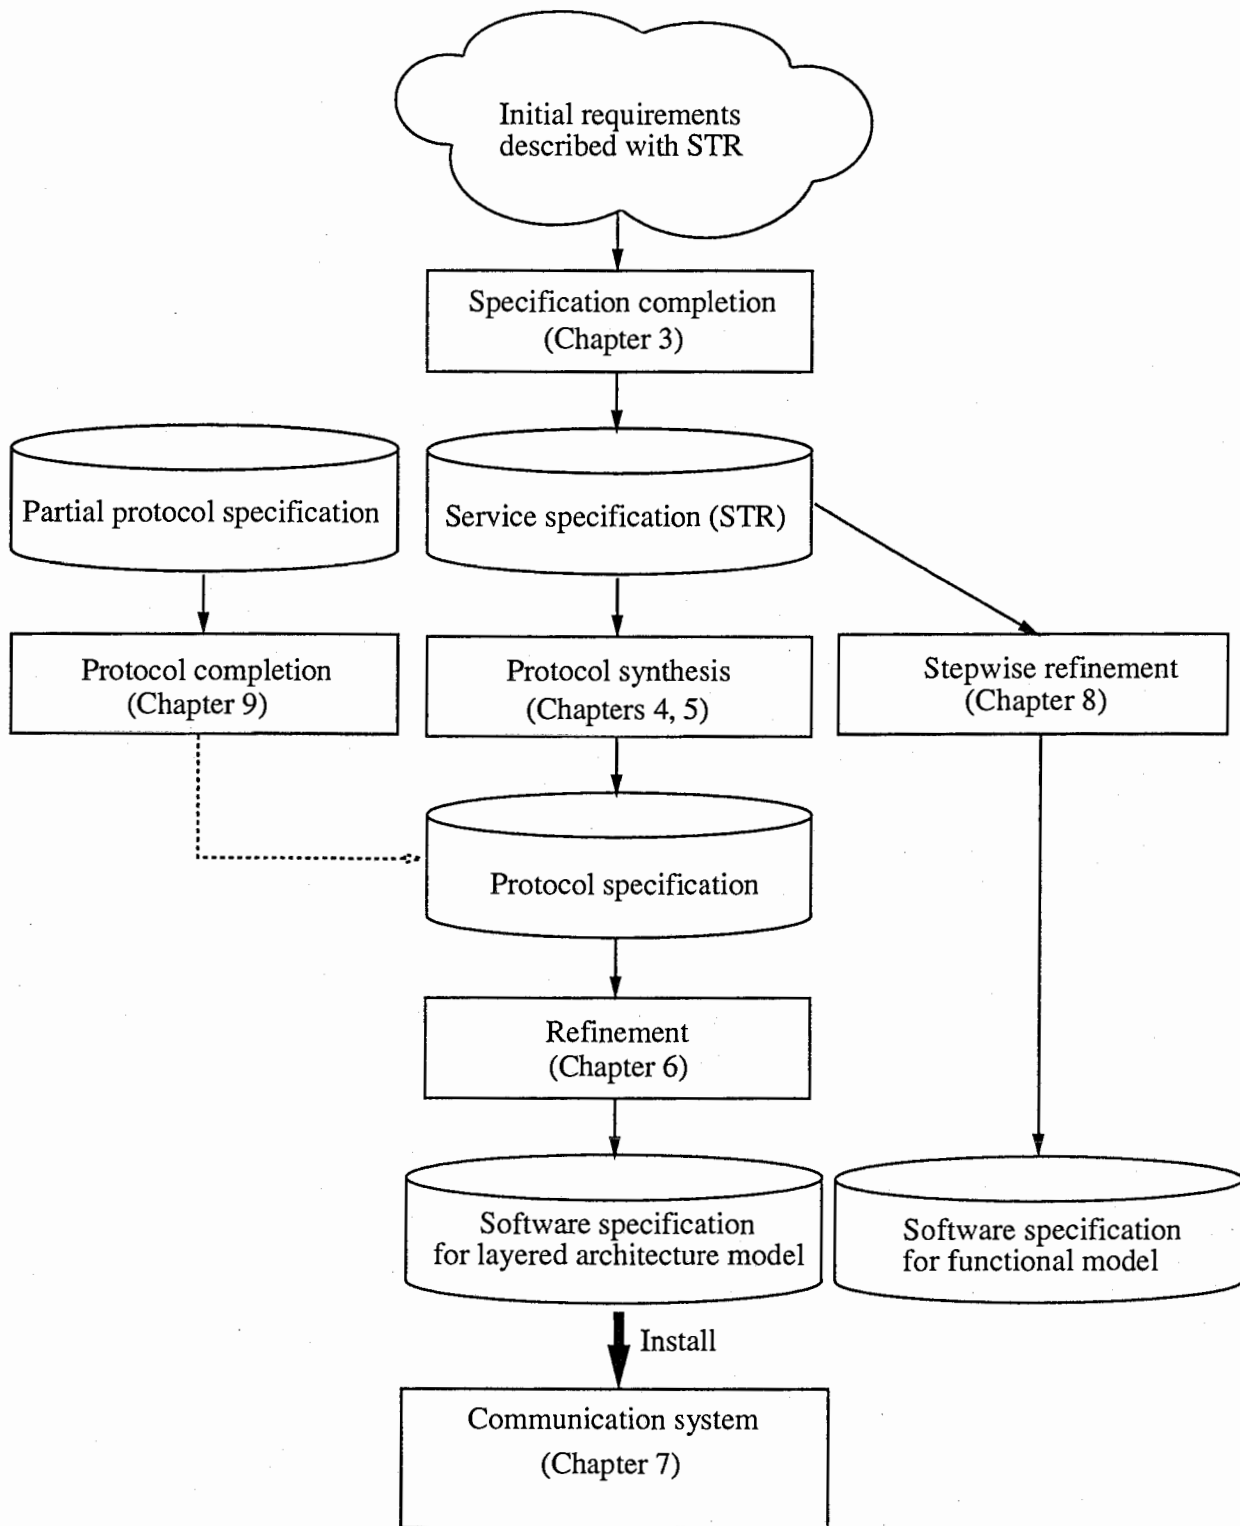 Initial requirements
described with STR
Specification completion
(Chapter 3)
Partial protocol specification
Service specification (STR)
Protocol completion
(Chapter 9)
Protocol synthesis
(Chapters 4, 5)
Stepwise refinement
(Chapter 8)
Protocol specification
Refinement
(Chapter 6)
Software specification
for layered architecture model
Software specification
for functional model
Install
Communication system
(Chapter 7)